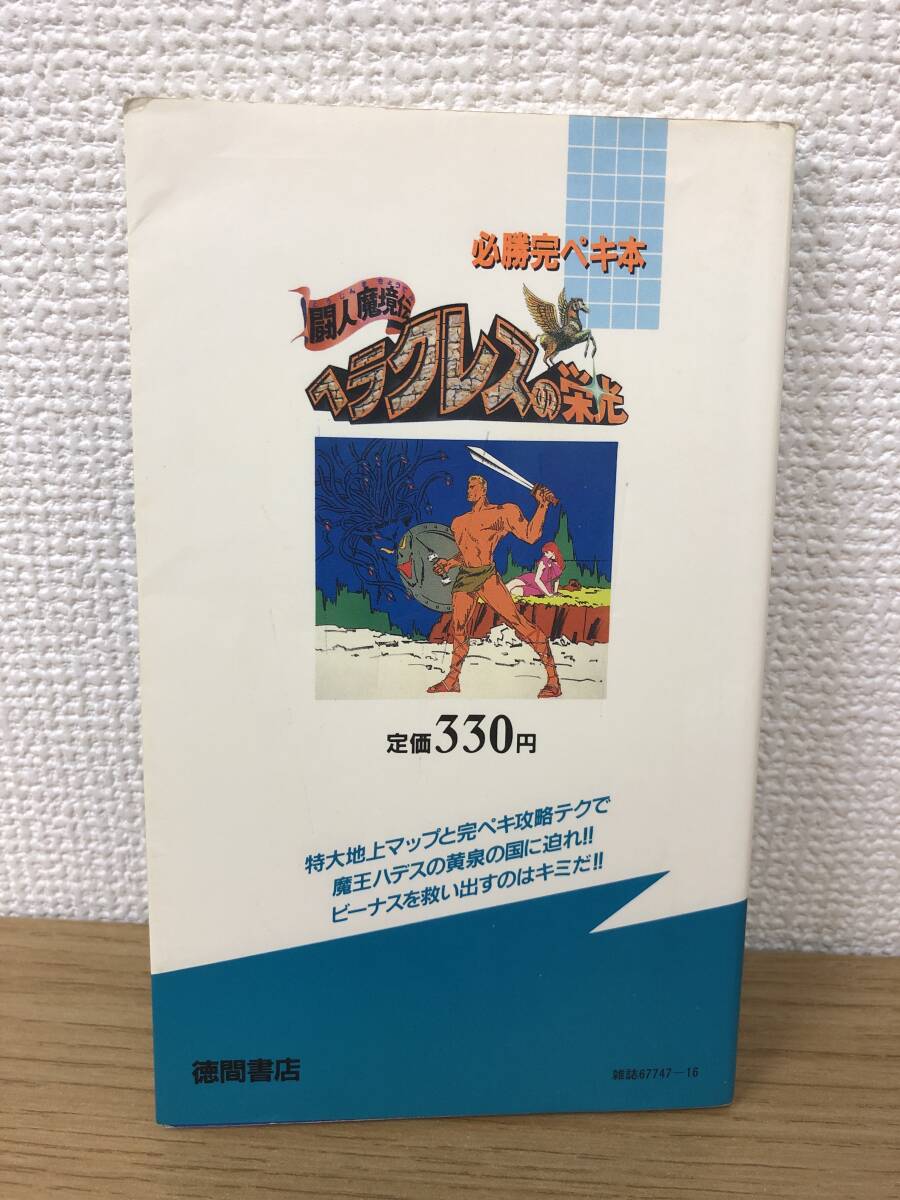 必勝完ペキ本
闘人魔境伝
ヘラクレスの栄光
定価330円
特大地上マップと完ペキ攻略テクで
魔王ハデスの黄泉の国に迫れ!!
ビーナスを救い出すのはキミだ!!
徳間書店
雑誌67747-16